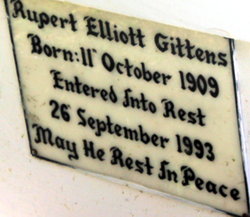 Rupert Elliott Gittens
Born: 11" October 1909
Entered Into Rest
26 September 1993
May He Rest In Peace